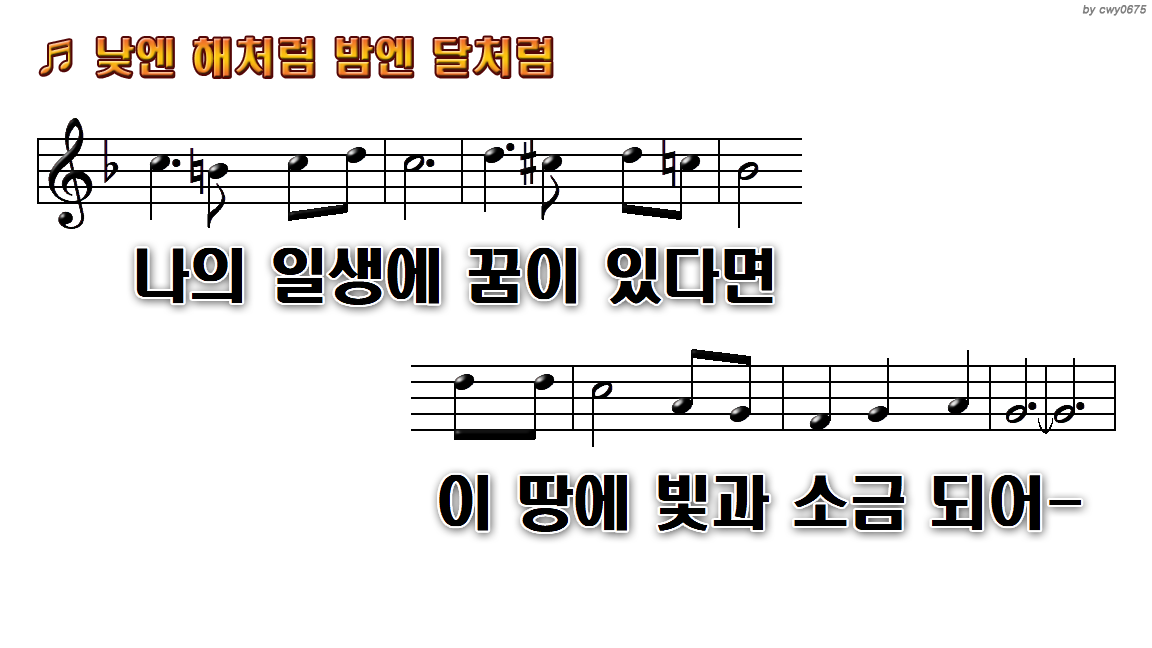 by cwy0675
낮엔 해처럼 밤엔 달처럼
나의 일생에 꿈이 있다면
이 땅에 빛과 소금 되어-